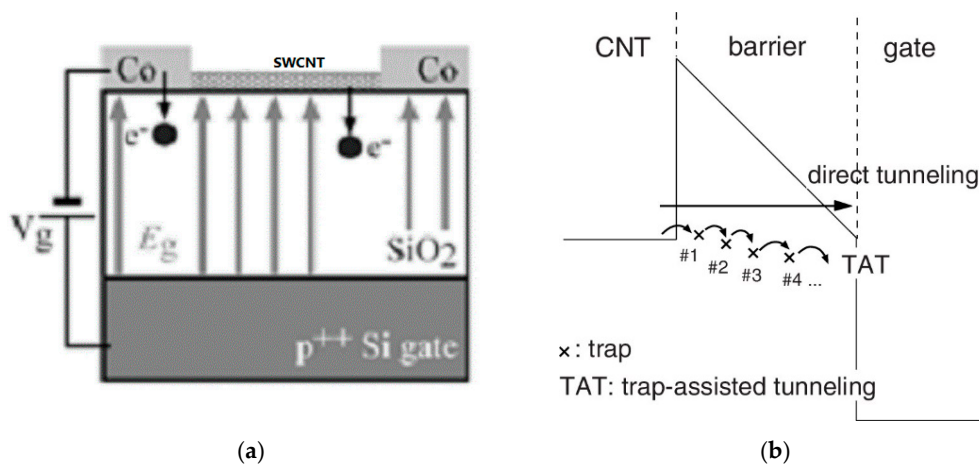 SWCNT
Co Co
e-
e-
Vg
Eg
SiO2
p++ Si gate
(a)
CNT barrier gate
direct tunneling
#1
#2
#3
#4 ...
TAT
×: trap
TAT: trap-assisted tunneling
(b)